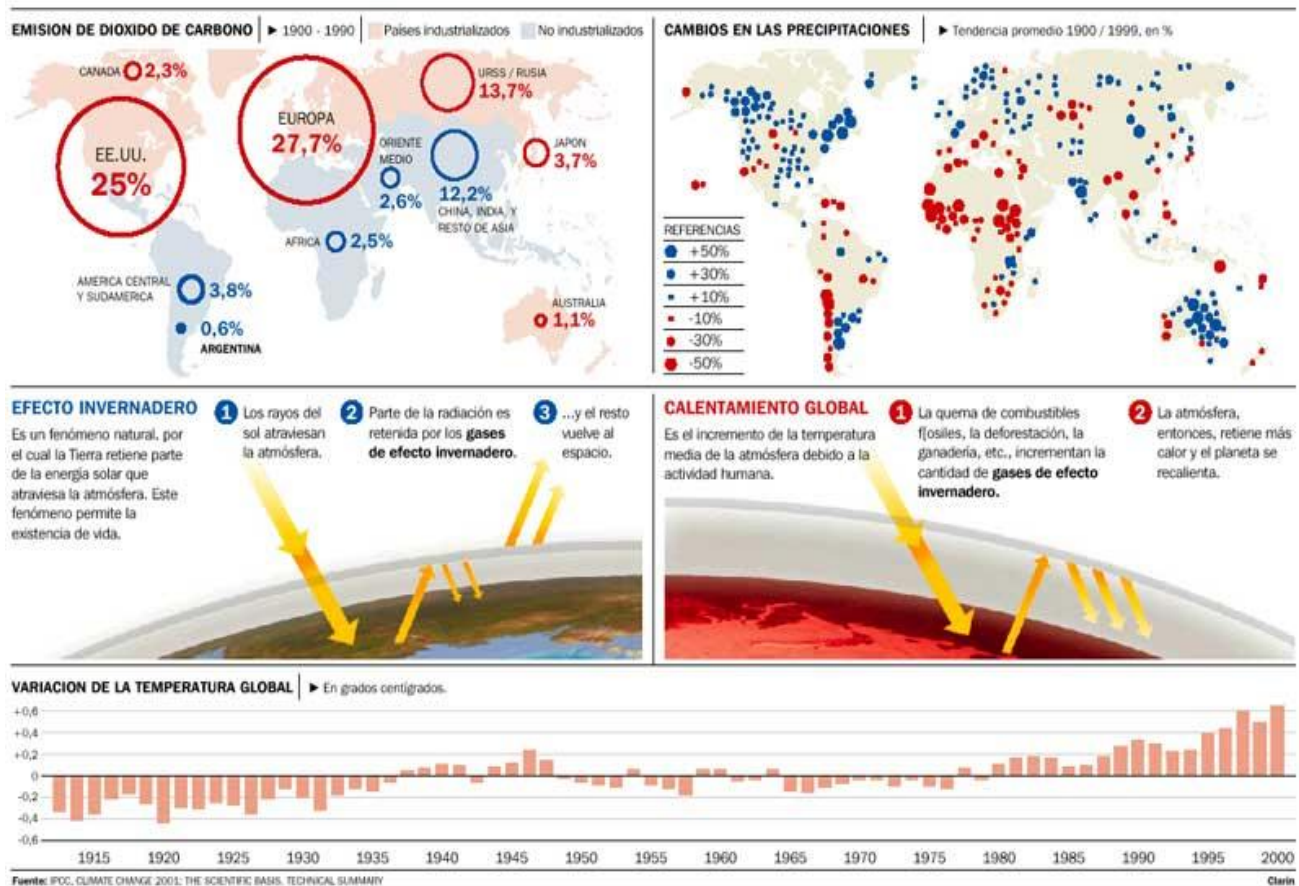 EMISION DE DIOXIDO DE CARBONO ▶ 1900 - 1990 Países industrializados No industrializados
CANADA 2,3%
EE.UU.
25%
EUROPA
27,7%
URSS / RUSIA
13,7%
ORIENTE
MEDIO
2,6%
12,2%
CHINA, INDIA, Y
RESTO DE ASIA
JAPON
3,7%
AFRICA 2,5%
AMERICA CENTRAL
Y SUDAMERICA
3,8%
0,6%
ARGENTINA
AUSTRALIA
1,1%
CAMBIOS EN LAS PRECIPITACIONES ▶ Tendencia promedio 1900 / 1999, en %
REFERENCIAS
+50%
+30%
+10%
-10%
-30%
-50%
EFECTO INVERNADERO
Es un fenómeno natural, por
el cual la Tierra retiene parte
de la energía solar que
atraviesa la atmósfera. Este
fenómeno permite la
existencia de vida.
1 Los rayos del
sol atraviesan
la atmósfera.
2 Parte de la radiación es
retenida por los gases
de efecto invernadero.
3 ...y el resto
vuelve al
espacio.
CALENTAMIENTO GLOBAL
Es el incremento de la temperatura
media de la atmósfera debido a la
actividad humana.
1 La quema de combustibles
f[osiles, la deforestación, la
ganadería, etc., incrementan la
cantidad de gases de efecto
invernadero.
2 La atmósfera,
entonces, retiene más
calor y el planeta se
recalienta.
VARIACION DE LA TEMPERATURA GLOBAL ▶ En grados centígrados.
+0,6
+0,4
+0,2
0
-0,2
-0,4
-0,6
1915 1920 1925 1930 1935 1940 1945 1950 1955 1960 1965 1970 1975 1980 1985 1990 1995 2000
Fuente: IPCC, CLIMATE CHANGE 2001: THE SCIENTIFIC BASIS. TECHNICAL SUMMARY
Clarín